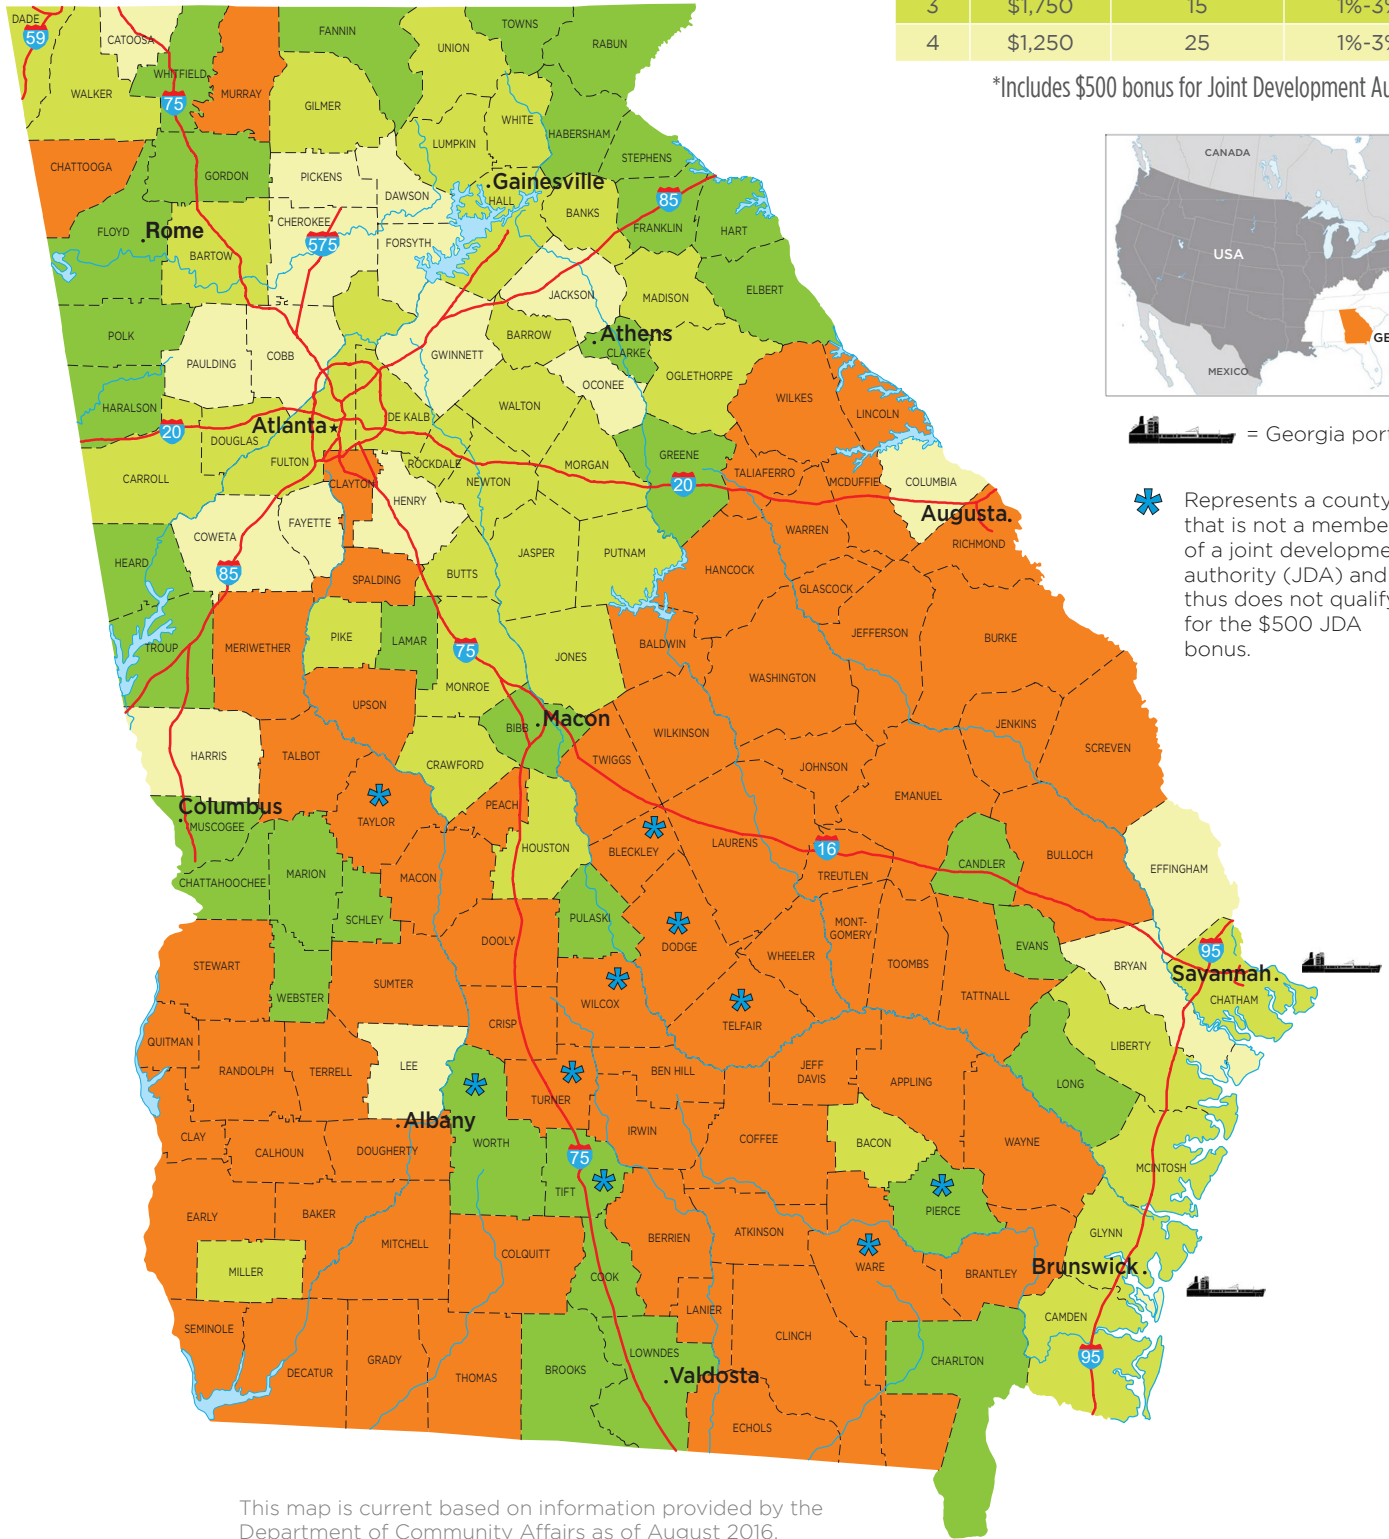 3 $1,750 15 1%-3%
4 $1,250 25 1%-3%
*Includes $500 bonus for Joint Development Au
CANADA
USA
MEXICO
GE
= Georgia port
Represents a county
that is not a member
of a joint developme
authority (JDA) and
thus does not qualify
for the $500 JDA
bonus.
DADE
59
CATOOSA
FANNIN
TOWNS
UNION
RABUN
WALKER
WHITFIELD
75
MURRAY
GILMER
WHITE
HABERSHAM
LUMPKIN
STEPHENS
CHATTOOGA
GORDON
PICKENS
DAWSON
Gainesville
HALL
BANKS
85
FRANKLIN
HART
FLOYD
Rome
CHEROKEE
575
FORSYTH
BARTOW
JACKSON
MADISON
ELBERT
POLK
PAULDING
COBB
GWINNETT
BARROW
Athens
CLARKE
OCONEE
OGLETHORPE
HARALSON
20
DOUGLAS
Atlanta
DE KALB
WALTON
WILKES
LINCOLN
FULTON
CARROLL
CLAYTON
ROCKDALE
NEWTON
MORGAN
GREENE
20
TALIAFERRO
MCDUFFIE
COLUMBIA
HENRY
FAYETTE
COWETA
85
Augusta
WARREN
RICHMOND
HEARD
SPALDING
BUTTS
JASPER
PUTNAM
HANCOCK
GLASCOCK
TROUP
MERIWETHER
PIKE
LAMAR
75
MONROE
JONES
BALDWIN
JEFFERSON
BURKE
WASHINGTON
UPSON
BIBB
Macon
WILKINSON
JENKINS
SCREVEN
HARRIS
TALBOT
CRAWFORD
TWIGGS
JOHNSON
Columbus
MUSCOGEE
TAYLOR
PEACH
EMANUEL
HOUSTON
BLECKLEY
LAURENS
16
TREUTLEN
CANDLER
BULLOCH
EFFINGHAM
CHATTAHOOCHEE
MARION
MACON
SCHLEY
PULASKI
DODGE
MONT-
GOMERY
EVANS
DOOLY
WHEELER
TOOMBS
BRYAN
95
Savannah
CHATHAM
STEWART
WEBSTER
SUMTER
WILCOX
TELFAIR
TATTNALL
CRISP
LIBERTY
QUITMAN
RANDOLPH
TERRELL
LEE
TURNER
BEN HILL
JEFF
DAVIS
APPLING
LONG
Albany
CLAY
CALHOUN
DOUGHERTY
WORTH
75
IRWIN
COFFEE
BACON
WAYNE
MCINTOSH
TIFT
EARLY
BAKER
MITCHELL
PIERCE
COLQUITT
BERRIEN
ATKINSON
GLYNN
MILLER
COOK
WARE
BRANTLEY
Brunswick
LANIER
SEMINOLE
CAMDEN
DECATUR
GRADY
THOMAS
BROOKS
LOWNDES
Valdosta
CLINCH
CHARLTON
95
ECHOLS
This map is current based on information provided by the
Department of Community Affairs as of August 2016.